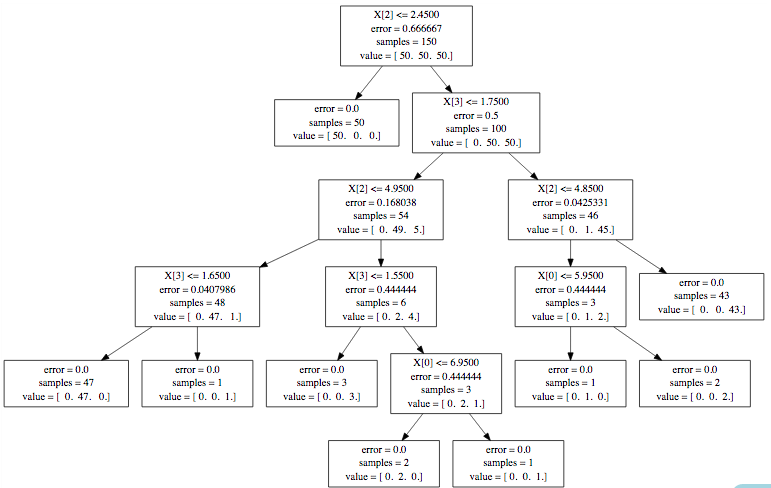 X[2] <= 2.4500
error = 0.666667
samples = 150
value = [ 50. 50. 50.]
error = 0.0
samples = 50
value = [ 50. 0. 0.]
X[3] <= 1.7500
error = 0.5
samples = 100
value = [ 0. 50. 50.]
X[2] <= 4.9500
error = 0.168038
samples = 54
value = [ 0. 49. 5.]
X[2] <= 4.8500
error = 0.0425331
samples = 46
value = [ 0. 1. 45.]
X[3] <= 1.6500
error = 0.0407986
samples = 48
value = [ 0. 47. 1.]
X[3] <= 1.5500
error = 0.444444
samples = 6
value = [ 0. 2. 4.]
X[0] <= 5.9500
error = 0.444444
samples = 3
value = [ 0. 1. 2.]
error = 0.0
samples = 43
value = [ 0. 0. 43.]
error = 0.0
samples = 47
value = [ 0. 47. 0.]
error = 0.0
samples = 1
value = [ 0. 0. 1.]
error = 0.0
samples = 3
value = [ 0. 0. 3.]
X[0] <= 6.9500
error = 0.444444
samples = 3
value = [ 0. 2. 1.]
error = 0.0
samples = 1
value = [ 0. 1. 0.]
error = 0.0
samples = 2
value = [ 0. 0. 2.]
error = 0.0
samples = 2
value = [ 0. 2. 0.]
error = 0.0
samples = 1
value = [ 0. 0. 1.]